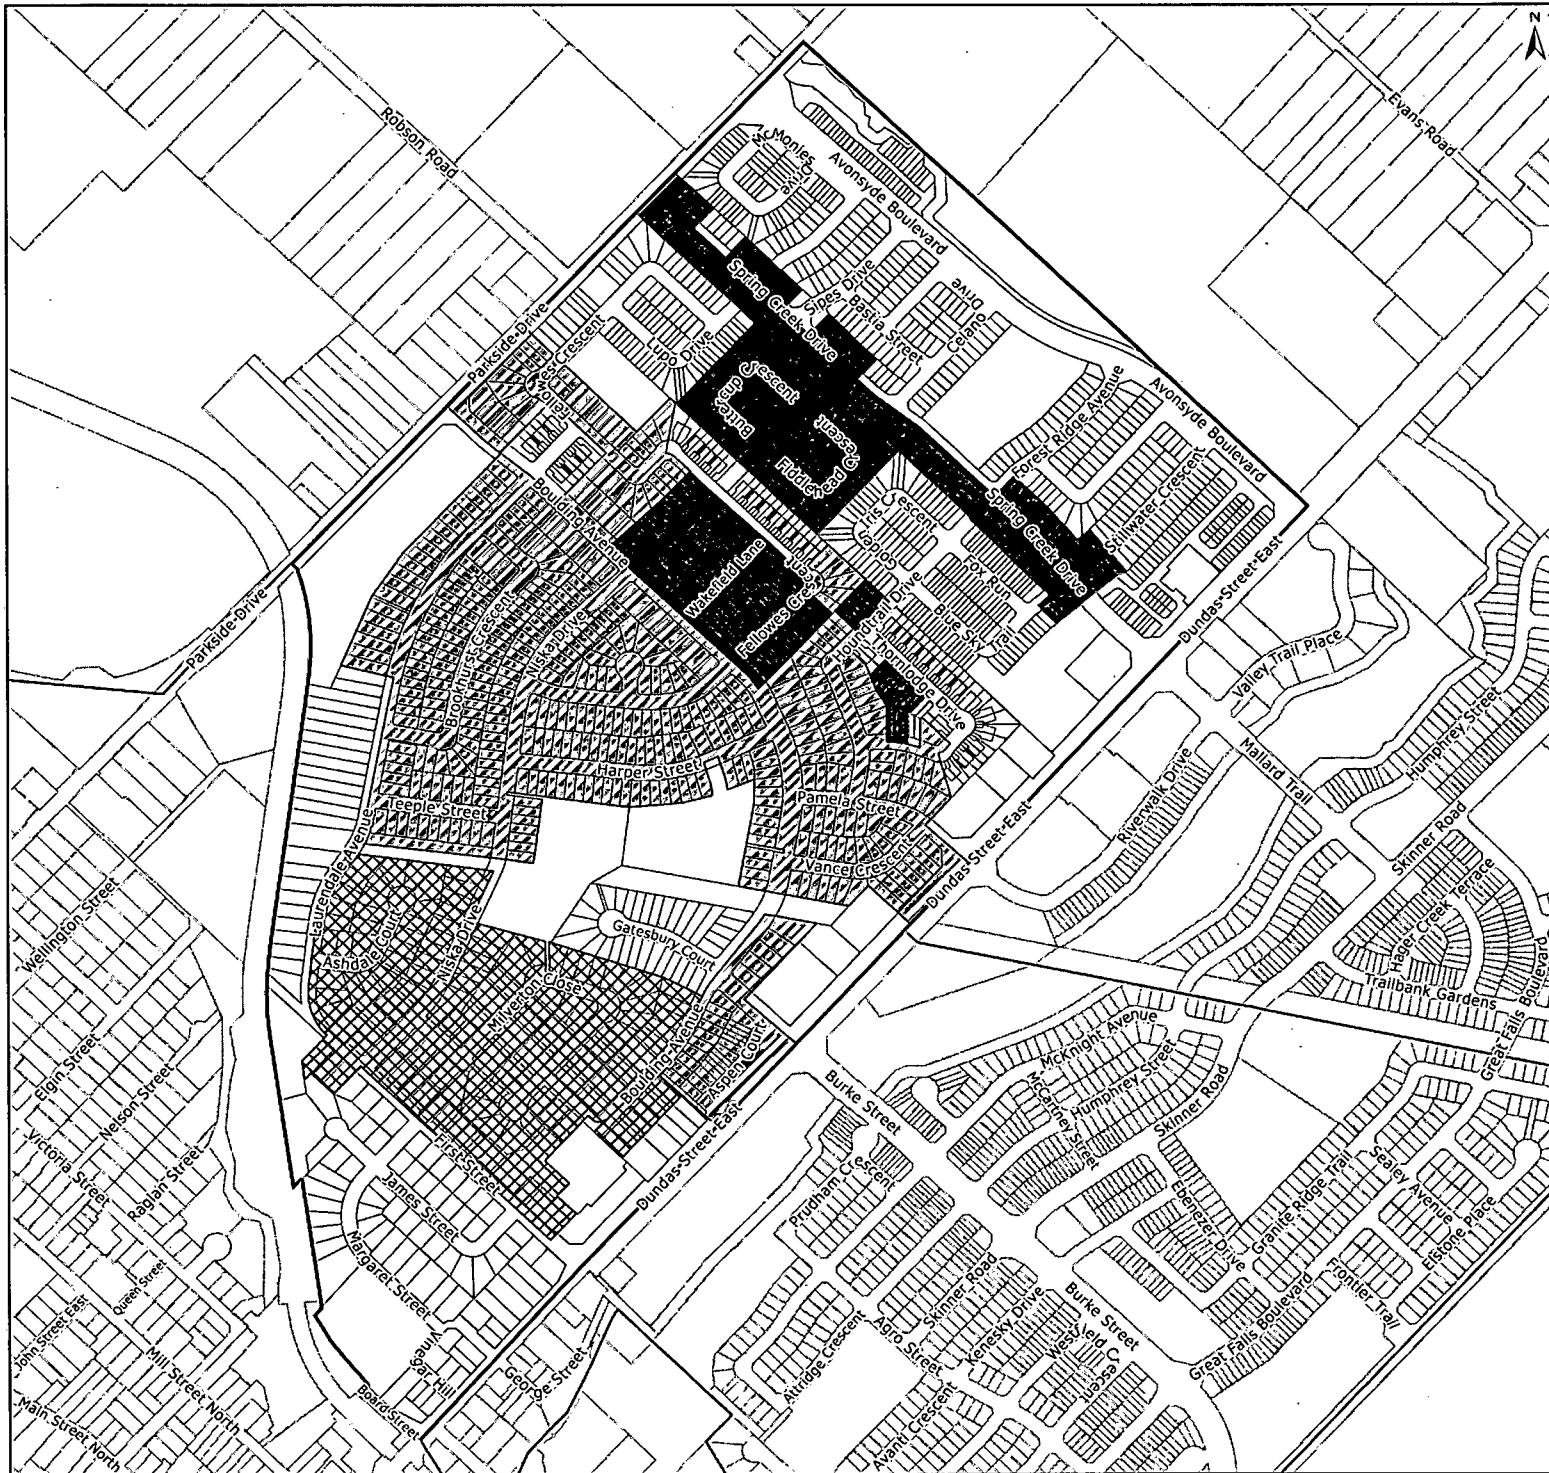 N
Robson Road
Evans Road
McMonies Drive
Avonsyde Boulevard
Spring Creek Drive
Sipes Drive
Bastia Street
Celano Drive
Parkside Drive
Lupo Drive
Buttercup Crescent
Avonsyde Boulevard
Forest Ridge Avenue
Fiddlehead Crescent
Stillwater Crescent
Iris Crescent
Spring Creek Drive
Boulding Avenue
Fox Run
Wakefield Lane
Fellowes Crescent
Houndtrail Drive
Blue Sky Trail
Dundas Street East
Parkside Drive
Brookhurst Crescent
Niska Drive
Thornlodge Drive
Valley Trail Place
Humphrey Street
Mallard Trail
Riverwalk Drive
Harper Street
Pamela Street
Teeple Street
Vance Crescent
Skinner Road
Laurendale Avenue
Dundas Street East
Hager Creek Terrace
Wellington Street
Ashdale Court
Niska Drive
Gatesbury Court
Milverton Close
Trailbank Gardens
Great Falls Boulevard
Boulding Avenue
Aspen Court
McKnight Avenue
Humphrey Street
McCarney Street
Skinner Road
Elgin Street
Nelson Street
Victoria Street
Raglan Street
First Street
Dundas Street East
Burke Street
Prudham Crescent
James Street
Margaret Street
Ebenezer Drive
Granite Ridge Trail
Sealey Avenue
Elstone Place
Frontier Trail
Queen Street
John Street East
Mill Street North
Main Street North
Board Street
Vinegar Hill
George Street
Attridge Crescent
Agro Street
Skinner Road
Kenesky Drive
Burke Street
Westfield Crescent
Great Falls Boulevard
Avanti Crescent